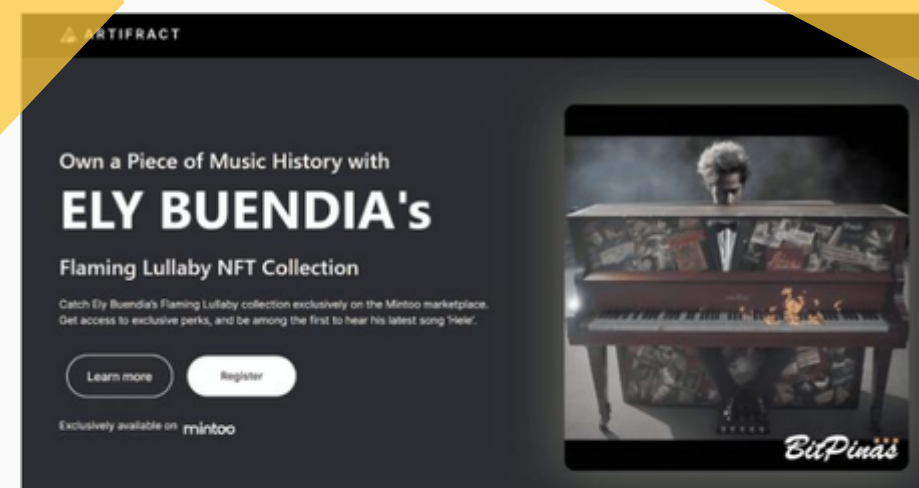 ARTIFRACT
Own a Piece of Music History with
ELY BUENDIA's
Flaming Lullaby NFT Collection
Catch Ely Buendia's Flaming Lullaby collection exclusively on the Mintoo marketplace.
Get access to exclusive perks, and be among the first to hear his latest song 'Hele'.
Learn more
Register
Exclusively available on mintoo
BitPinas